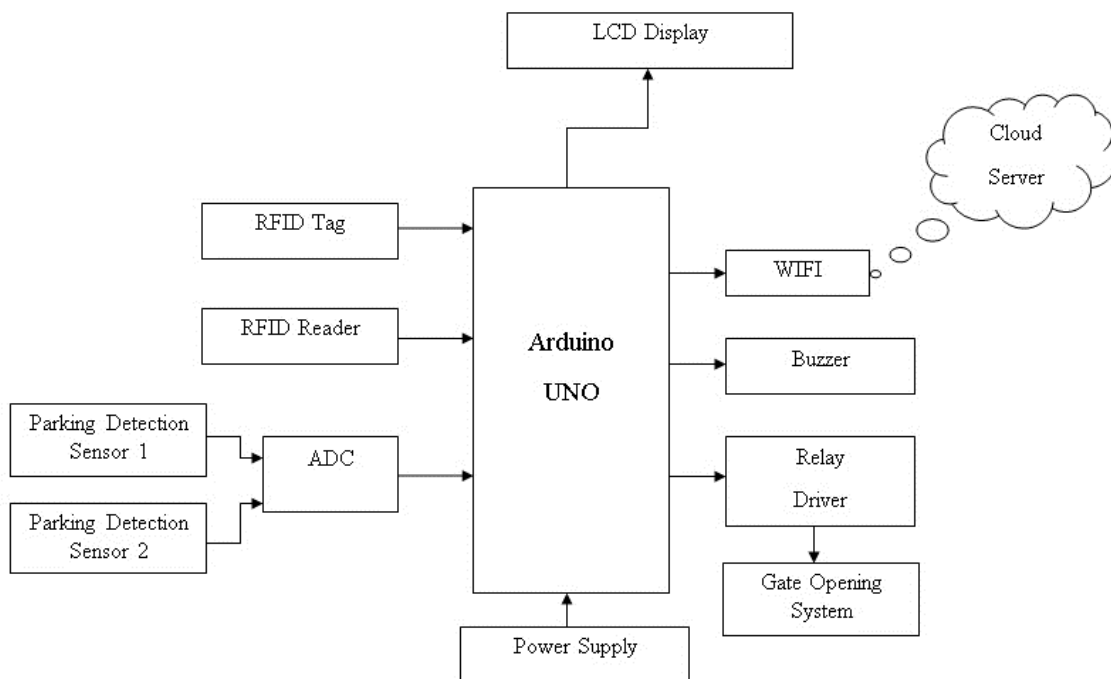 LCD Display
Cloud
Server
RFID Tag
WIFI
RFID Reader
Arduino
UNO
Buzzer
Parking Detection
Sensor 1
ADC
Relay
Driver
Parking Detection
Sensor 2
Gate Opening
System
Power Supply